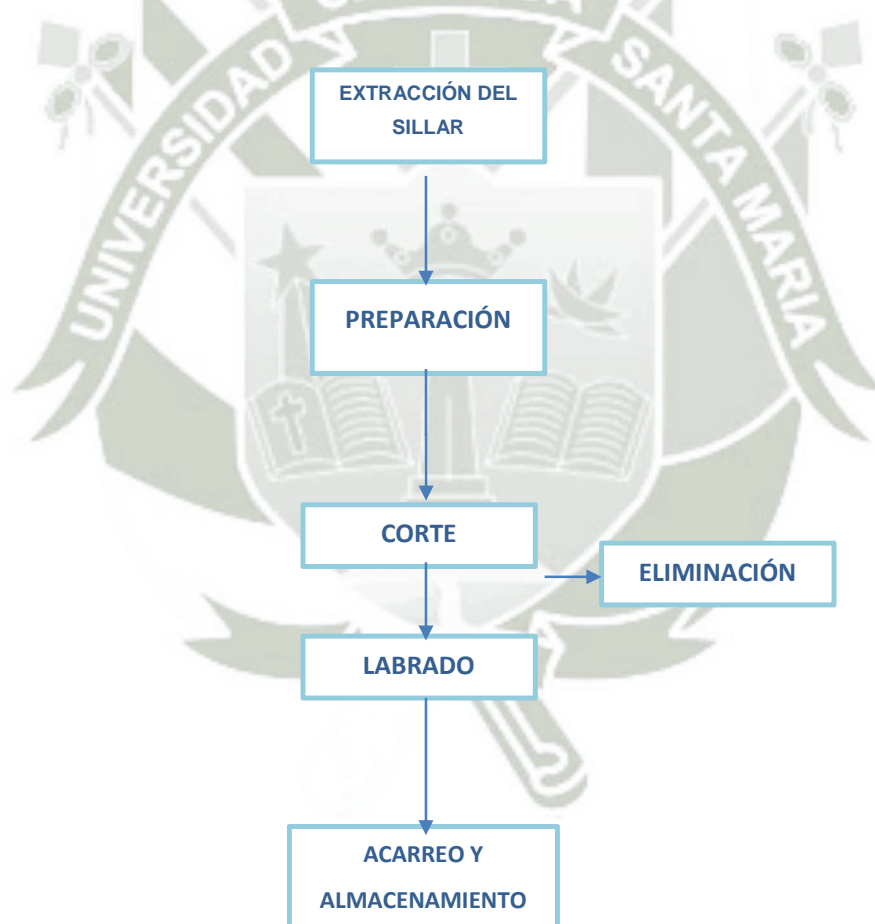 UNIVERSIDAD
SANTA MARIA
EXTRACCIÓN DEL
SILLAR
PREPARACIÓN
CORTE
ELIMINACIÓN
LABRADO
ACARREO Y
ALMACENAMIENTO